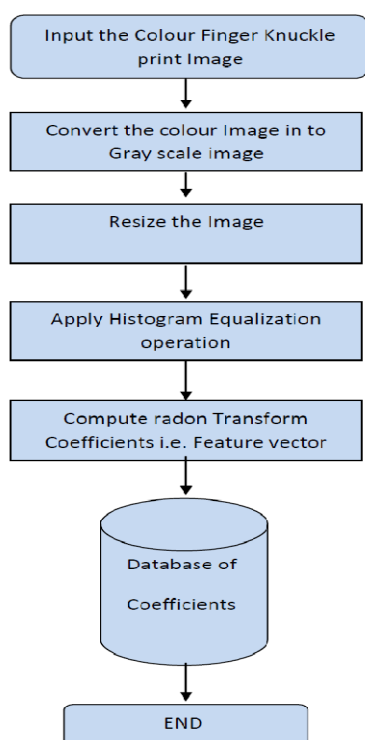 Input the Colour Finger Knuckle
print Image
Convert the colour Image in to
Gray scale image
Resize the Image
Apply Histogram Equalization
operation
Compute radon Transform
Coefficients i.e. Feature vector
Database of
Coefficients
END